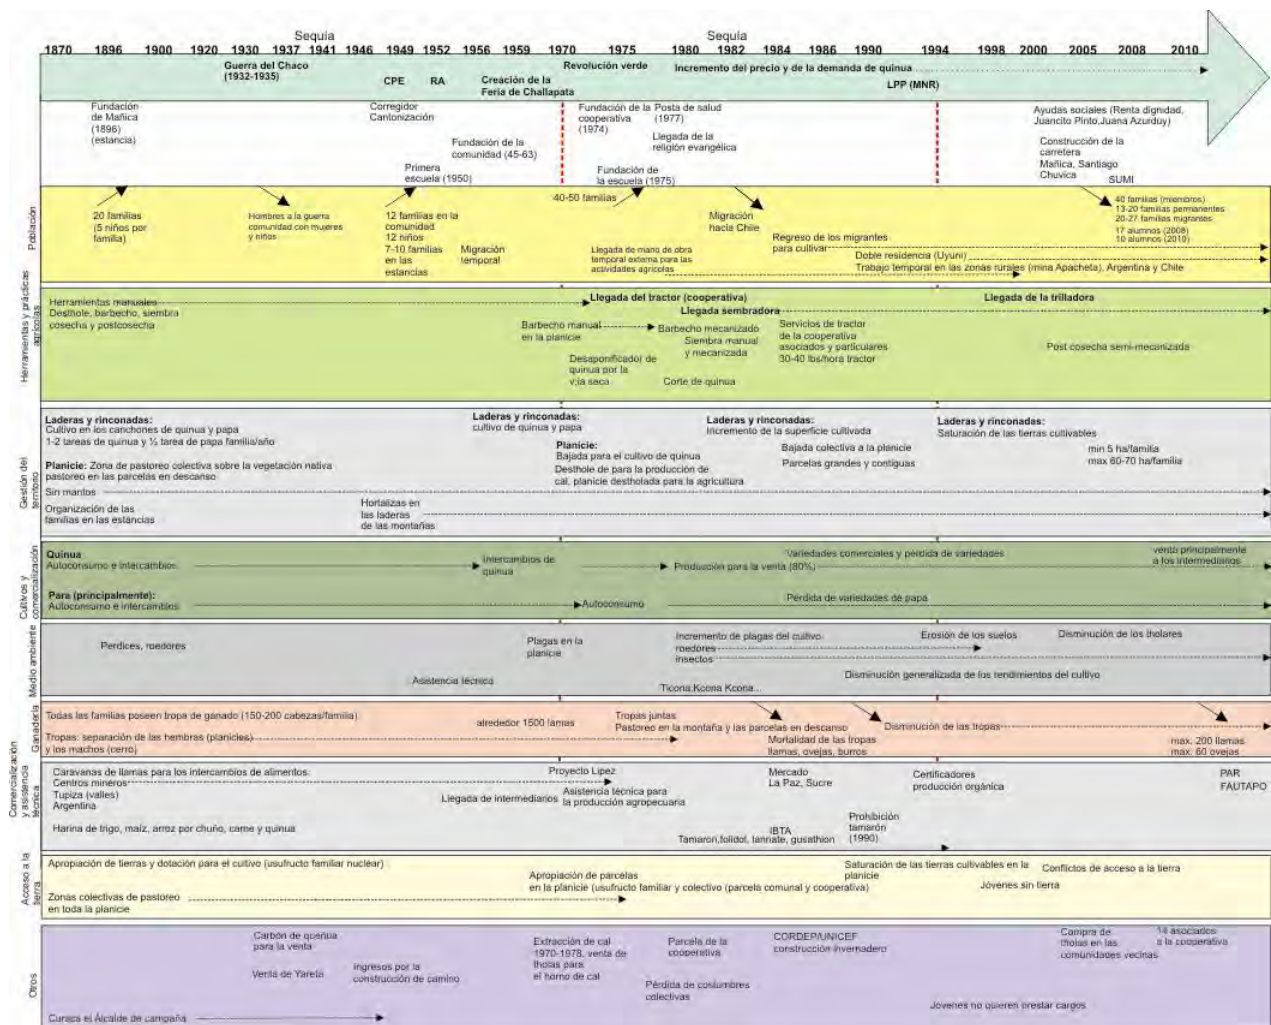 Sequía Sequía
1870 1896 1900 1920 1930 1937 1941 1946 1949 1952 1956 1959 1970 1975 1980 1982 1984 1986 1990 1994 1998 2000 2005 2008 2010
Guerra del Chaco
(1932-1935)
CPE RA
Creación de la
Feria de Challapata
Revolución verde
Incremento del precio y de la demanda de quinua
LPP (MNR)
Fundación
de Mañica
(1896)
(estancia)
Corregidor
Cantonización
Fundación de la
comunidad (45-63)
Primera
escuela (1950)
Fundación de la
cooperativa
(1974)
Posta de salud
(1977)
Llegada de la
religión evangélica
Fundación de
la escuela (1975)
Ayudas sociales (Renta dignidad,
Juancito Pinto,Juana Azurduy)
Construcción de la
carretera
Mañica, Santiago
Chuvica
SUMI
Población
20 familias
(5 niños por
familia)
Hombres a la guerra
comunidad con mujeres
y niños
12 familias en la
comunidad
12 niños
7-10 familias
en las
estancias
Migración
temporal
40-50 familias
Llegada de mano de obra
temporal externa para las
actividades agrícolas
Migración
hacia Chile
Regreso de los migrantes
para cultivar
Doble residencia (Uyuni)
Trabajo temporal en las zonas rurales (mina Apacheta), Argentina y Chile
40 familias (miembros)
13-20 familias permanentes
20-27 familias migrantes
17 alumnos (2008)
10 alumnos (2010)
Herramientas y prácticas
agrícolas
Herramientas manuales
Desthole, barbecho, siembra
cosecha y postcosecha
Llegada del tractor (cooperativa)
Llegada sembradora
Barbecho manual
en la planicie
Barbecho mecanizado
Siembra manual
y mecanizada
Desaponificador de
quinua por la
v;ia seca
Corte de quinua
Servicios de tractor
de la cooperativa
asociados y particulares
30-40 lbs/hora tractor
Llegada de la trilladora
Post cosecha semi-mecanizada
Gestión del
territorio
Laderas y rinconadas:
Cultivo en los canchones de quinua y papa
1-2 tareas de quinua y ½ tarea de papa familia/año
Planicie: Zona de pastoreo colectiva sobre la vegetación nativa
pastoreo en las parcelas en descanso
Sin mantos
Organización de las
familias en las estancias
Hortalizas en
las laderas
de las montañas
Laderas y rinconadas:
cultivo de quinua y papa
Planicie:
Bajada para el cultivo de quinua
Desthole de para la producción de
cal, planicie destholada para la agricultura
Laderas y rinconadas:
Incremento de la superficie cultivada
Bajada colectiva a la planicie
Parcelas grandes y contiguas
Laderas y rinconadas:
Saturación de las tierras cultivables
min 5 ha/familia
max 60-70 ha/família
Cultivos y
comercialización
Quinua
Autoconsumo e intercambios
Intercambios de
quinua
Producción para la venta (80%)
Variedades comerciales y pérdida de variedades
venta principalmente
a los intermediarios
Para (principalmente):
Autoconsumo e intercambios
Autoconsumo
Pérdida de variedades de papa
Medio ambiente
Perdices, roedores
Asistencia técnica
Plagas en la
planicie
Incremento de plagas del cultivo
roedores
insectos
Ticona,Kcona Kcona...
Erosión de los suelos
Disminución de los tholares
Disminución generalizada de los rendimientos del cultivo
Ganadería
Todas las familias poseen tropa de ganado (150-200 cabezas/familia)
Tropas: separación de las hembras (planicies)
y los machos (cerro)
alrededor 1500 lamas
Tropas juntas
Pastoreo en la montaña y las parcelas en descanso
Mortalidad de las tropas
llamas, ovejas, burros
Disminución de las tropas
max. 200 llamas
max. 60 ovejas
Comercialización
y asistencia
técnica
Caravanas de llamas para los intercambios de alimentos:
Centros mineros
Tupiza (valles)
Argentina
Harina de trigo, maíz, arroz por chuño, carne y quinua
Llegada de intermediarios
Proyecto Lipez
Asistencia técnica para
la producción agropecuaria
Mercado
La Paz, Sucre
IBTA
Tamaron,folidol, lannate, gusathion
Prohibición
tamarón
(1990)
Certificadores
producción orgánica
PAR
FAUTAPO
Acceso a la
tierra
Apropiación de tierras y dotación para el cultivo (usufructo familiar nuclear)
Zonas colectivas de pastoreo
en toda la planicie
Apropiación de parcelas
en la planicie (usufructo familiar y colectivo (parcela comunal y cooperativa)
Saturación de las tierras cultivables en la
planicie
Jóvenes sin tierra
Conflictos de acceso a la tierra
Otros
Carbón de queñua
para la venta
Venta de Yareta
Ingresos por la
construcción de camino
Curaca el Alcalde de campaña
Extracción de cal
1970-1978, venta de
tholas para
el horno de cal
Parcela de la
cooperativa
Pérdida de costumbres
colectivas
CORDEP/UNICEF
construcción invernadero
Jóvenes no quieren prestar cargos
Compra de
tholas en las
comunidades vecinas
14 asociados
a la cooperativa